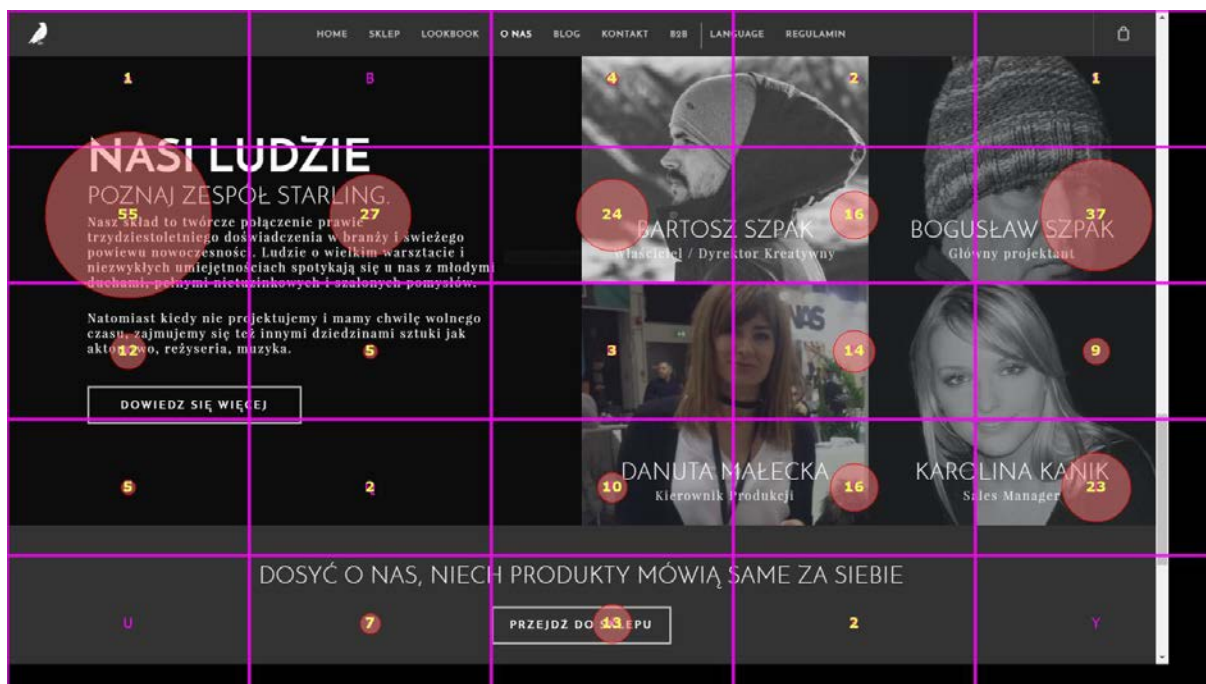 HOME SKLEP LOOKBOOK O NAS BLOG KONTAKT B2B LANGUAGE REGULAMIN
1 B 4 2 1
NASI LUDZIE
POZNAJ ZESPÓŁ STARLING.
55 27 24 16 37
Nasz skład to twórcze połączenie prawie
trzydziestoletniego doświadczenia w branży i świeżego
powiewu nowoczesności. Ludzie o wielkim warsztacie i
niezwykłych umiejętnościach spotykają się u nas z młodymi
duchami, pełnymi nietuzinkowych i szalonych pomysłów.
BARTOSZ SZPAK
Właściciel / Dyrektor Kreatywny
BOGUSŁAW SZPAK
Główny projektant
Natomiast kiedy nie projektujemy i mamy chwilę wolnego
czasu, zajmujemy się też innymi dziedzinami sztuki jak
aktorstwo, reżyseria, muzyka.
12 5 3 14 9
NAS
DOWIEDZ SIĘ WIĘCEJ
DANUTA MAŁECKA
Kierownik Produkcji
KAROLINA KANIK
Sales Manager
5 2 10 16 23
DOSYĆ O NAS, NIECH PRODUKTY MÓWIĄ SAME ZA SIEBIE
PRZEJDŹ DO SKLEPU
U 7 13 2 Y